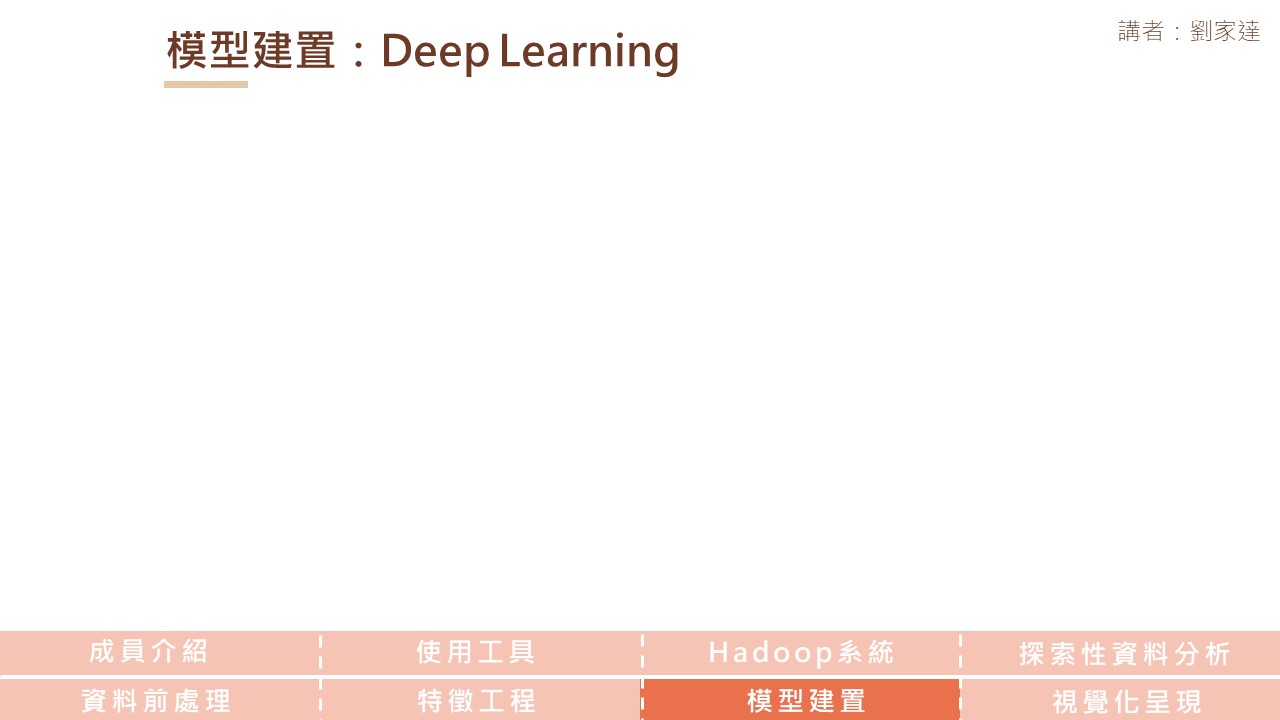 模型建置：Deep Learning
講者：劉家達
成員介紹
使用工具
Hadoop系統
探索性資料分析
資料前處理
特徵工程
模型建置
視覺化呈現